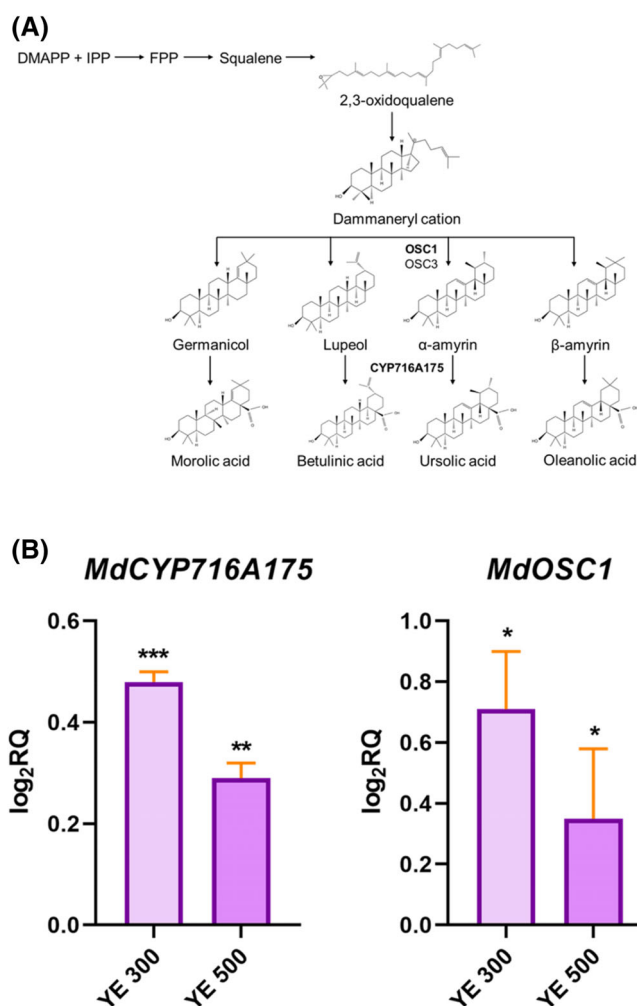 (A)
DMAPP + IPP FPP Squalene
2,3-oxidoqualene
Dammaneryl cation
OSC1
OSC3
Germanicol Lupeol α-amyrin β-amyrin
CYP716A175
Morolic acid Betulinic acid Ursolic acid Oleanolic acid
(B)
MdCYP716A175 MdOSC1
log2RQ
0.6
0.4
0.2
0.0
***
**
YE 300
YE 500
log2RQ
1.0
0.8
0.6
0.4
0.2
0.0
*
*
YE 300
YE 500